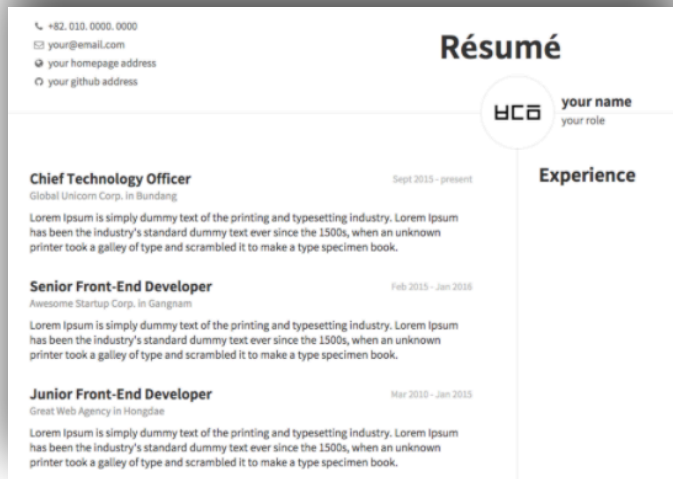 +82. 010. 0000. 0000
your@email.com
your homepage address
your github address
Résumé
your name
your role
Experience
Chief Technology Officer
Sept 2015 - present
Global Unicorn Corp. in Bundang
Lorem Ipsum is simply dummy text of the printing and typesetting industry. Lorem Ipsum
has been the industry's standard dummy text ever since the 1500s, when an unknown
printer took a galley of type and scrambled it to make a type specimen book.
Senior Front-End Developer
Feb 2015 - Jan 2016
Awesome Startup Corp. in Gangnam
Lorem Ipsum is simply dummy text of the printing and typesetting industry. Lorem Ipsum
has been the industry's standard dummy text ever since the 1500s, when an unknown
printer took a galley of type and scrambled it to make a type specimen book.
Junior Front-End Developer
Mar 2010 - Jan 2015
Great Web Agency in Hongdae
Lorem Ipsum is simply dummy text of the printing and typesetting industry. Lorem Ipsum
has been the industry's standard dummy text ever since the 1500s, when an unknown
printer took a galley of type and scrambled it to make a type specimen book.